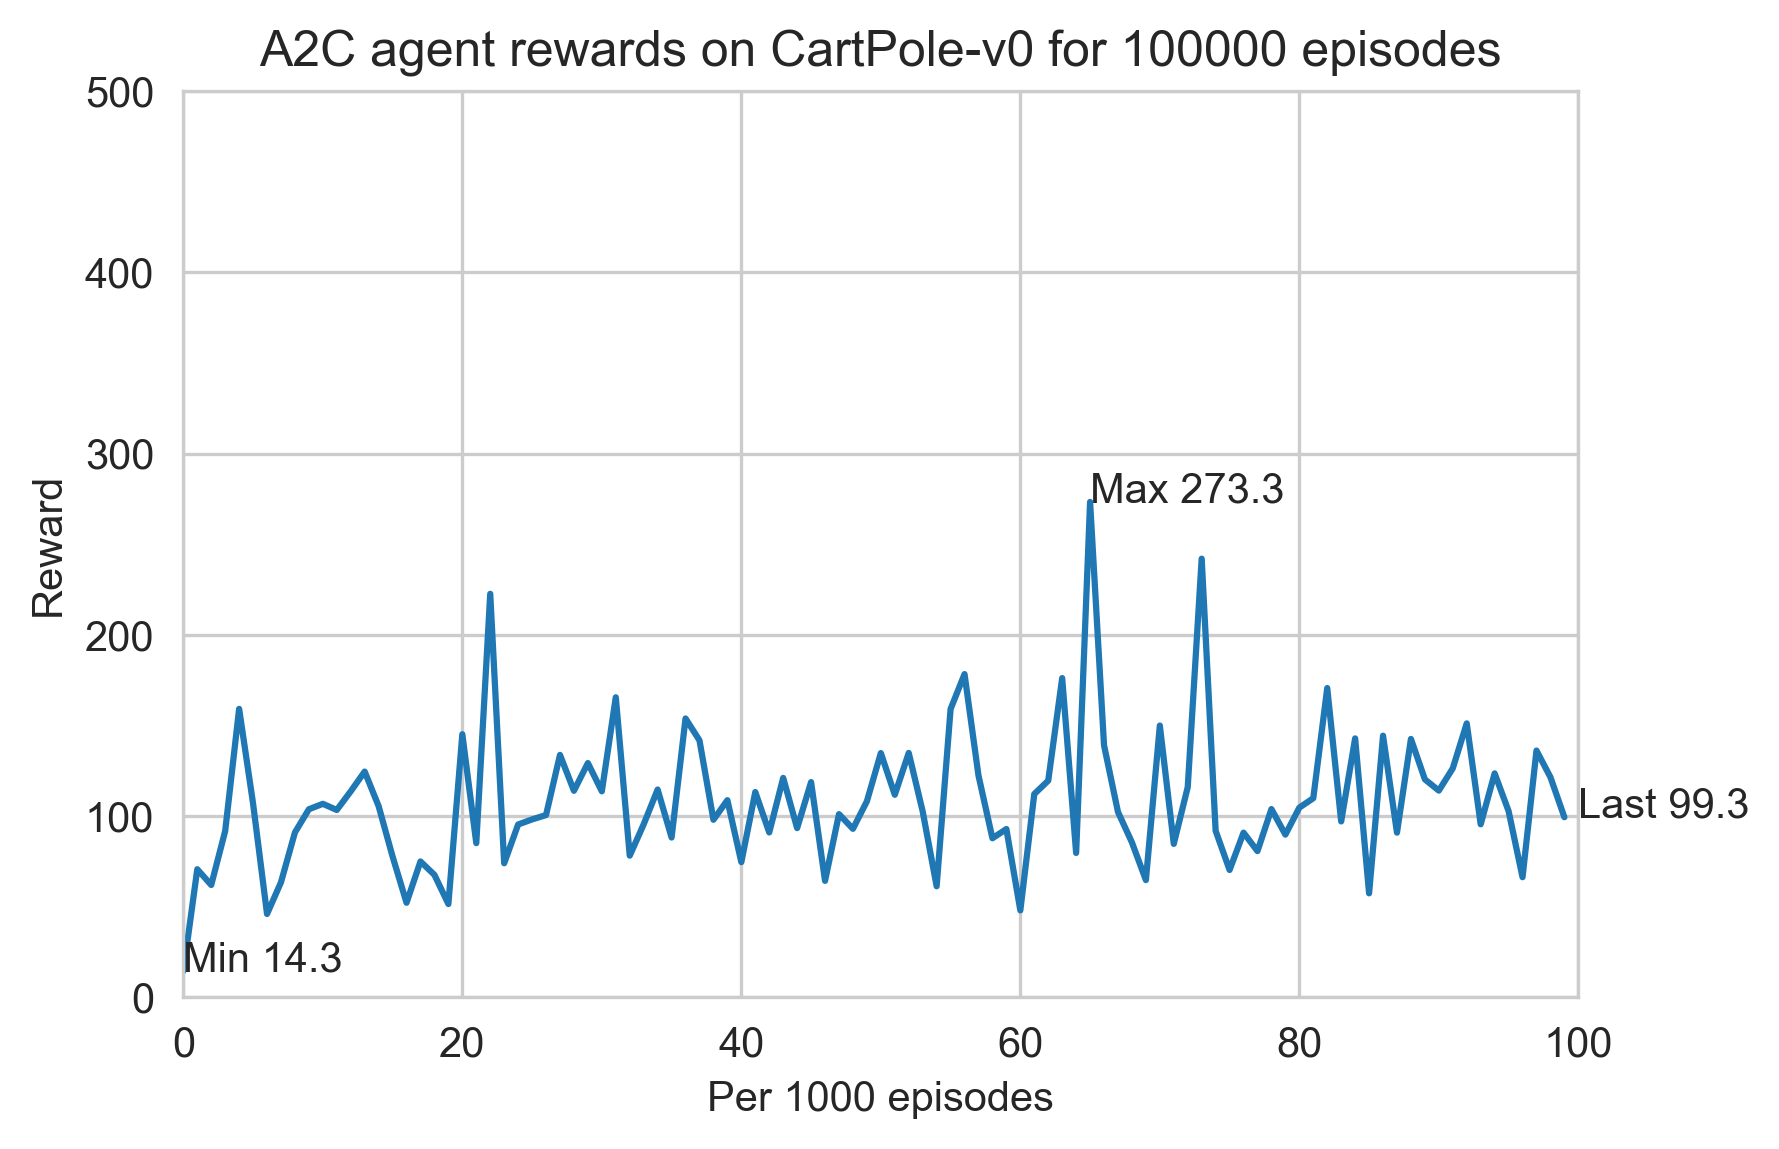 A2C agent rewards on CartPole-v0 for 100000 episodes
500
400
300
200
100
0
Reward
Max 273.3
Last 99.3
Min 14.3
0 20 40 60 80 100
Per 1000 episodes